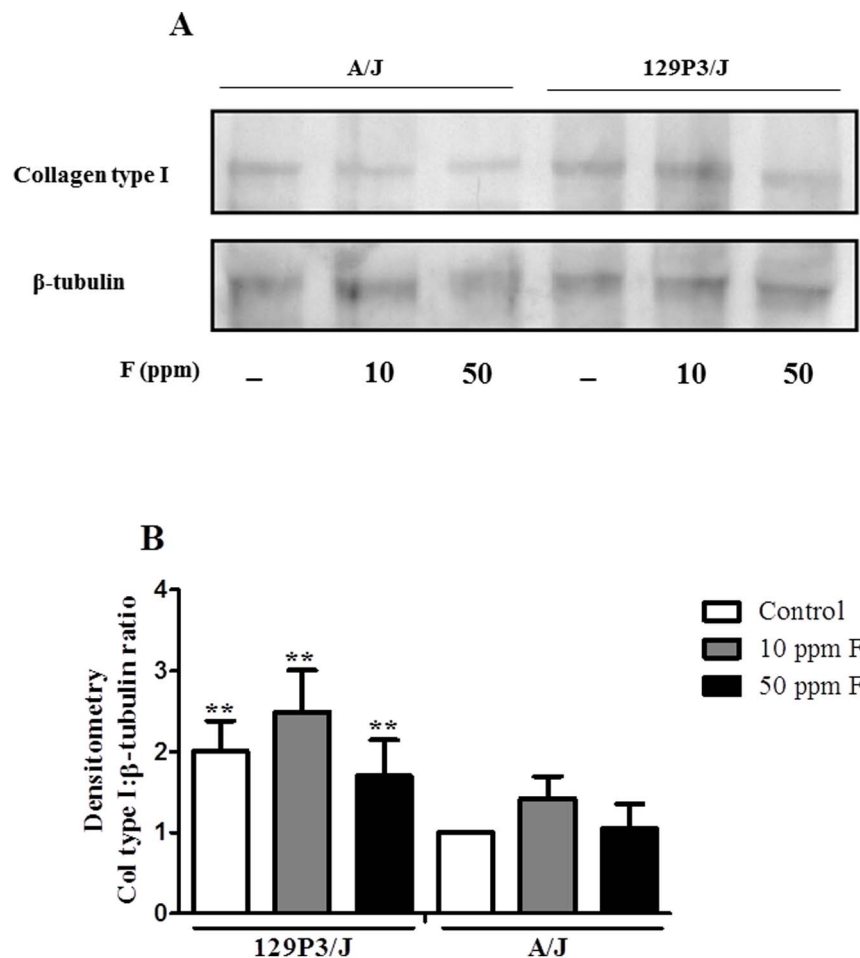 A
A/J 129P3/J
Collagen type I
β-tubulin
F (ppm) – 10 50 – 10 50
B
Densitometry
Col type I:β-tubulin ratio
4
3
2
1
0
** ** **
Control
10 ppm F
50 ppm F
129P3/J A/J